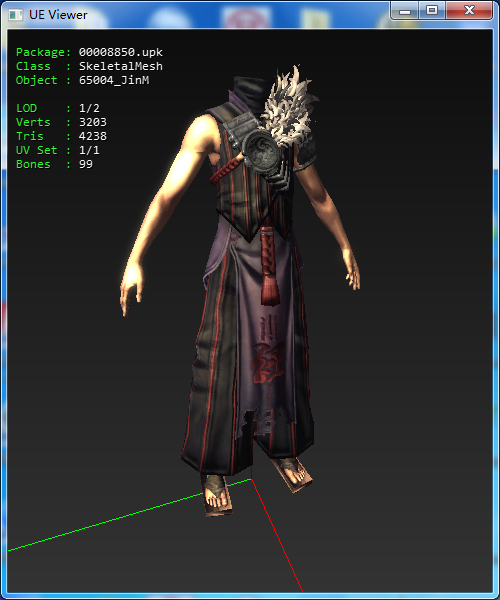 UE Viewer
Package: 00008850.upk
Class : SkeletalMesh
Object : 65004_JinM
LOD : 1/2
Verts : 3203
Tris : 4238
UV Set : 1/1
Bones : 99